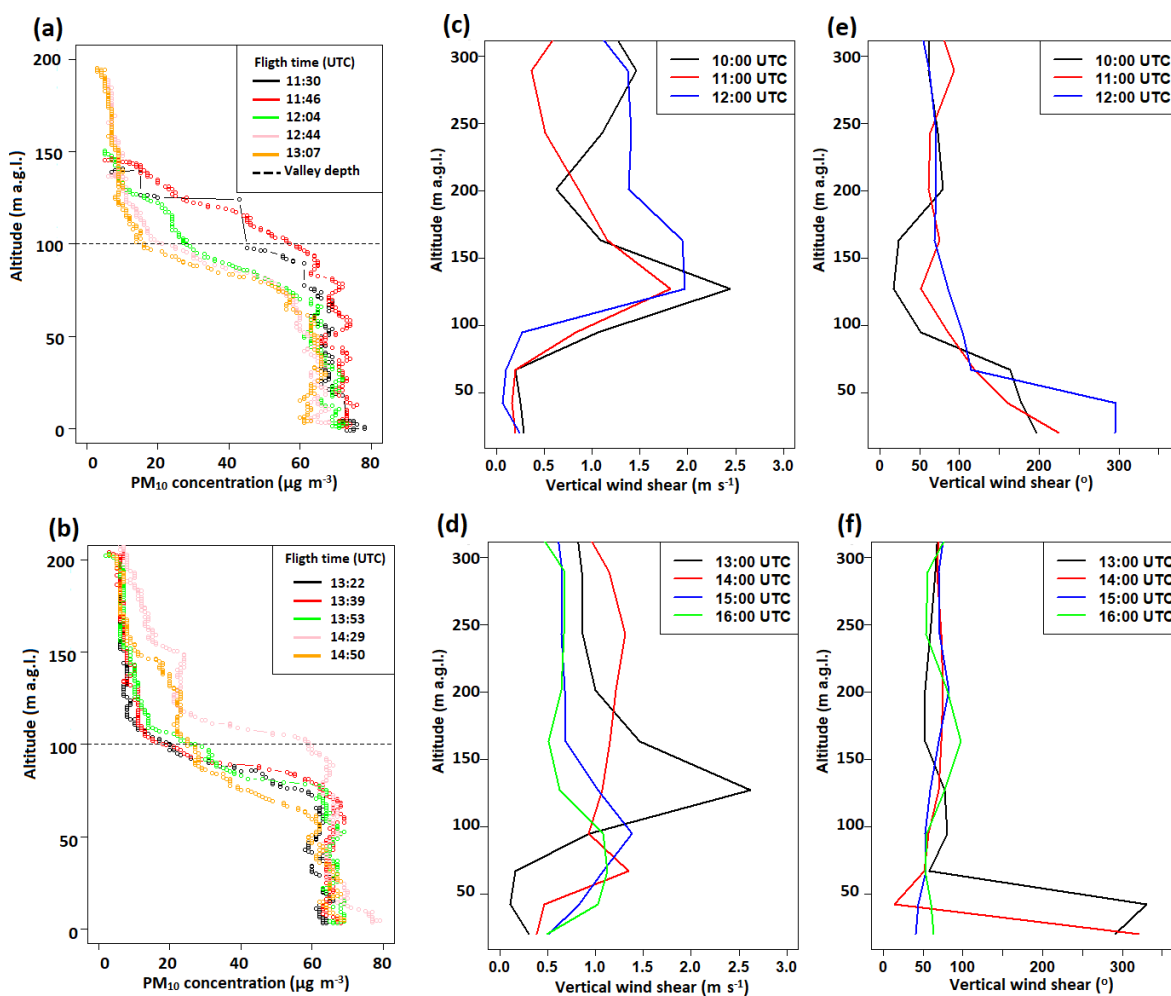 (a)
Altitude (m a.g.l.)
200
150
100
50
0
Fligth time (UTC)
11:30
11:46
12:04
12:44
13:07
Valley depth
0 20 40 60 80
PM₁₀ concentration (µg m⁻³)
(c)
Altitude (m a.g.l.)
300
250
200
150
100
50
10:00 UTC
11:00 UTC
12:00 UTC
0.0 0.5 1.0 1.5 2.0 2.5 3.0
Vertical wind shear (m s⁻¹)
(e)
Altitude (m a.g.l.)
300
250
200
150
100
50
10:00 UTC
11:00 UTC
12:00 UTC
0 50 100 200 300
Vertical wind shear (°)
(b)
Altitude (m a.g.l.)
200
150
100
50
0
Fligth time (UTC)
13:22
13:39
13:53
14:29
14:50
0 20 40 60 80
PM₁₀ concentration (µg m⁻³)
(d)
Altitude (m a.g.l.)
300
250
200
150
100
50
13:00 UTC
14:00 UTC
15:00 UTC
16:00 UTC
0.0 0.5 1.0 1.5 2.0 2.5 3.0
Vertical wind shear (m s⁻¹)
(f)
Altitude (m a.g.l.)
300
250
200
150
100
50
13:00 UTC
14:00 UTC
15:00 UTC
16:00 UTC
0 50 100 200 300
Vertical wind shear (°)